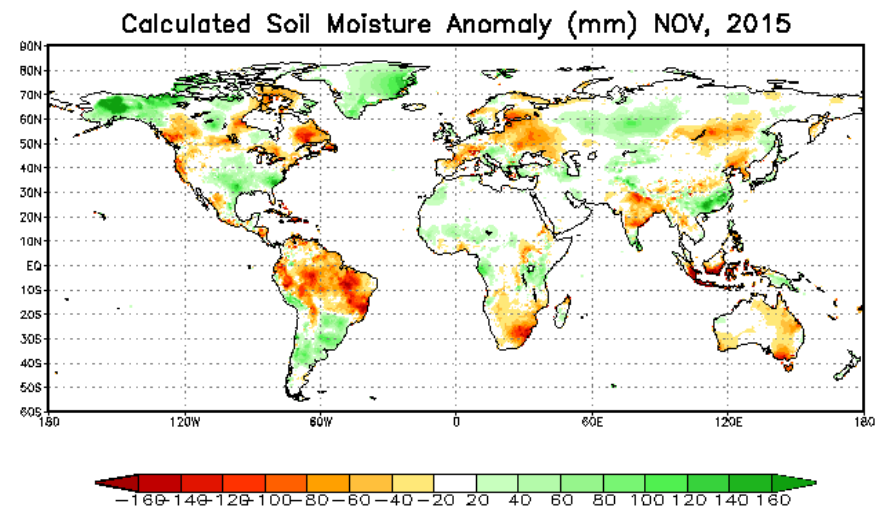 Calculated Soil Moisture Anomaly (mm) NOV, 2015
90N
80N
70N
60N
50N
40N
30N
20N
10N
EQ
10S
20S
30S
40S
50S
60S
180 120W 60W 0 60E 120E 180
-160 -140 -120 -100 -80 -60 -40 -20 20 40 60 80 100 120 140 160